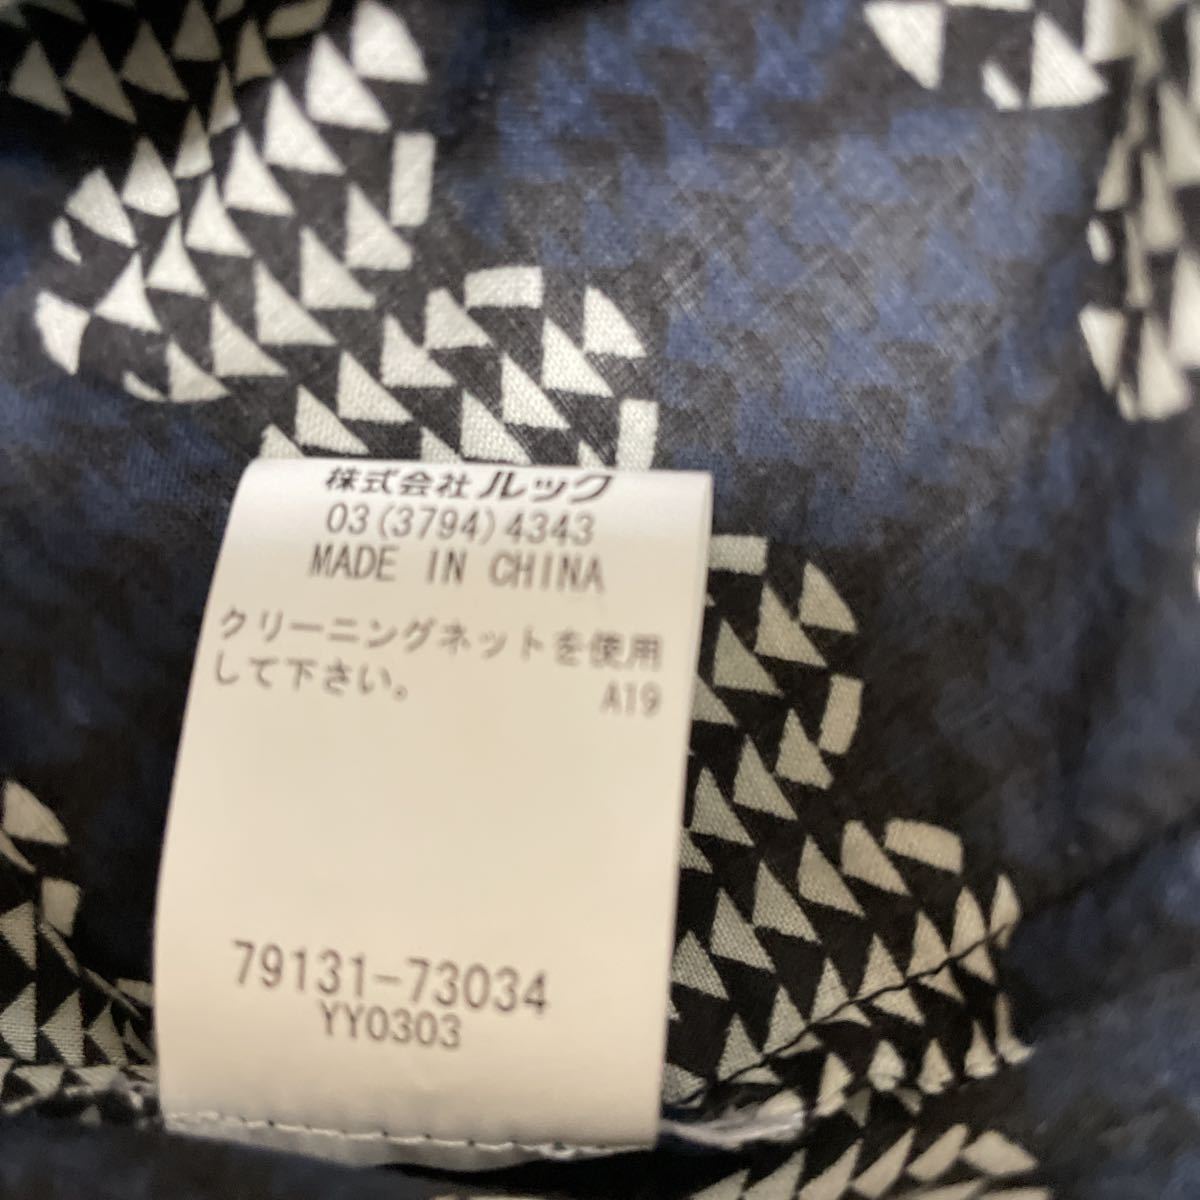 株式会社 ルック
03(3794)4343
MADE IN CHINA
クリーニングネットを使用
して下さい。
A19
79131-73034
YY0303